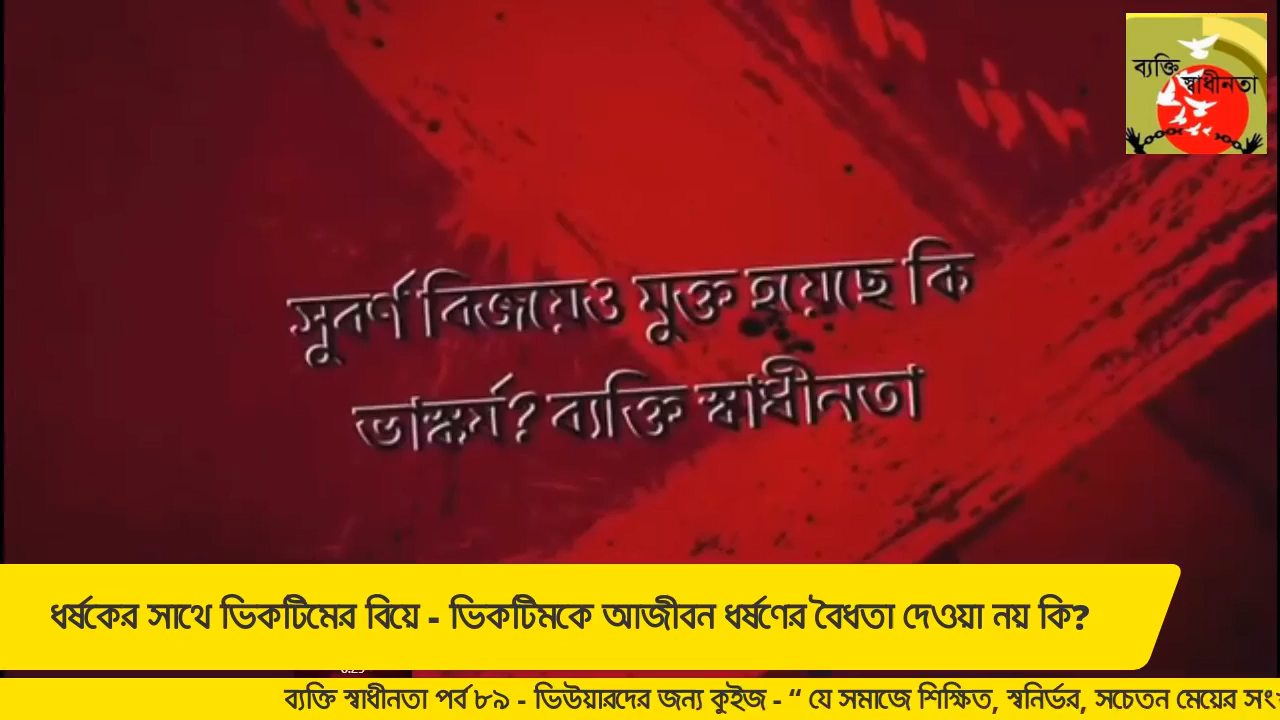 ব্যক্তি
স্বাধীনতা
সুবর্ণ বিজয়েও মুক্ত হয়েছে কি
ভাস্কর্য? ব্যক্তি স্বাধীনতা
ধর্ষকের সাথে ভিকটিমের বিয়ে - ভিকটিমকে আজীবন ধর্ষণের বৈধতা দেওয়া নয় কি?
ব্যক্তি স্বাধীনতা পর্ব ৮৯ - ভিউয়ারদের জন্য কুইজ - “ যে সমাজে শিক্ষিত, স্বনির্ভর, সচেতন মেয়ের